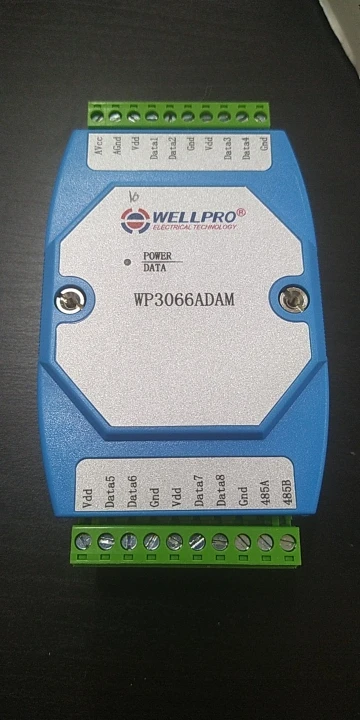 AVcc AGnd Vdd Data1 Data2 Gnd Vdd Data3 Data4 Gnd
WELLPRO®
ELECTRICAL TECHNOLOGY
POWER
DATA
WP3066ADAM
Vdd Data5 Data6 Gnd Vdd Data7 Data8 Gnd 485A 485B